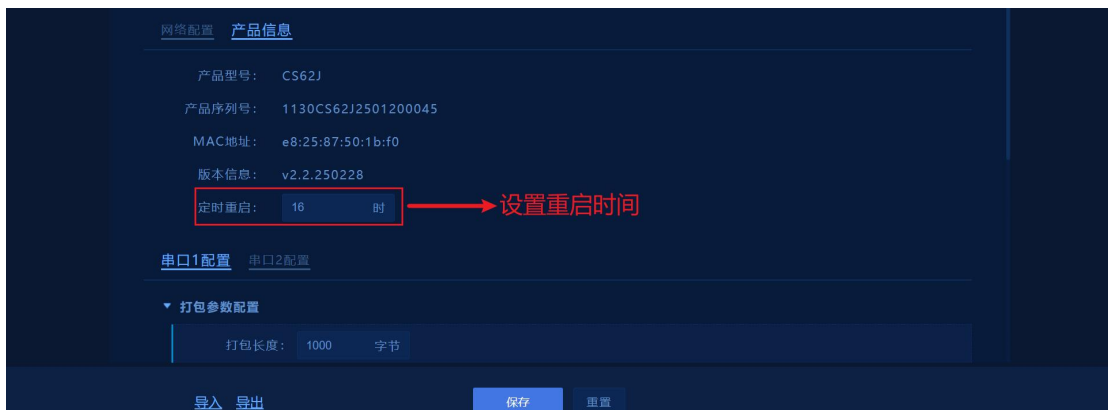 网络配置 产品信息
产品型号： CS62J
产品序列号： 1130CS62J2501200045
MAC地址： e8:25:87:50:1b:f0
版本信息： v2.2.250228
定时重启： 16 时 设置重启时间
串口1配置 串口2配置
打包参数配置
打包长度： 1000 字节
导入 导出 保存 重置